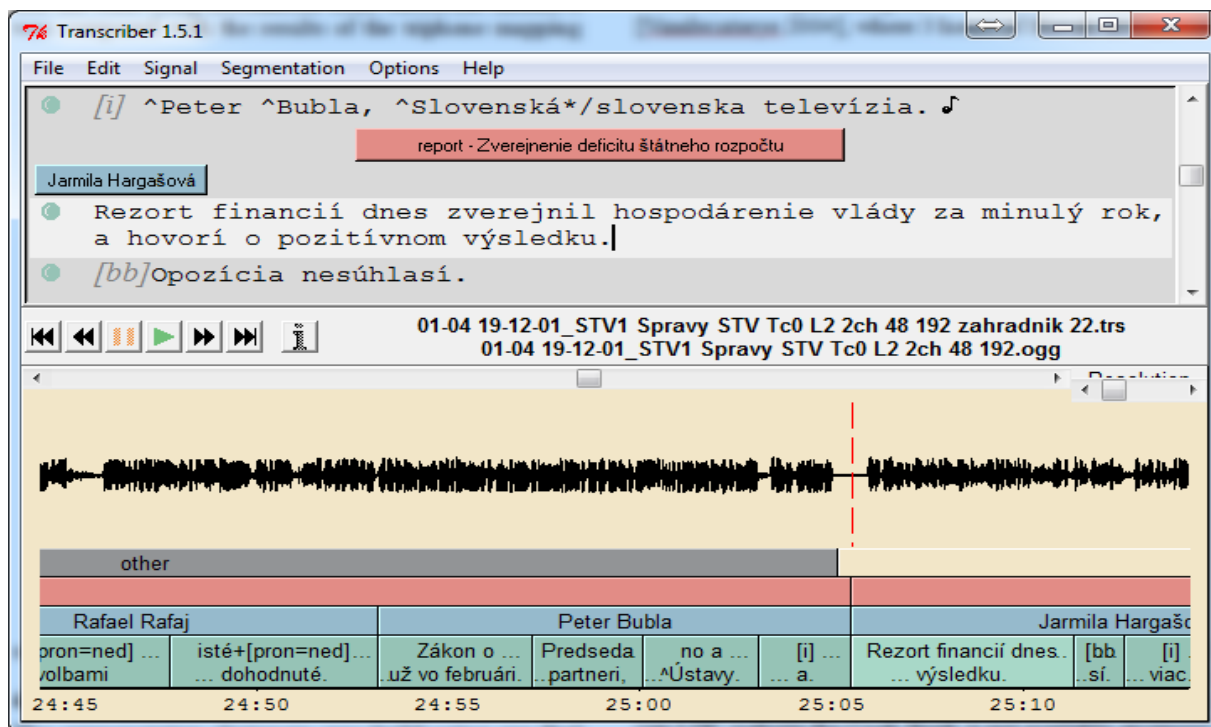 Transcriber 1.5.1
File Edit Signal Segmentation Options Help
[i] ^Peter ^Bubla, ^Slovenská*/slovenska televízia.
report - Zverejnenie deficitu štátneho rozpočtu
Jarmila Hargašová
Rezort financií dnes zverejnil hospodárenie vlády za minulý rok,
a hovorí o pozitívnom výsledku.
[bb]Opozícia nesúhlasí.
01-04 19-12-01_STV1 Spravy STV Tc0 L2 2ch 48 192 zahradnik 22.trs
01-04 19-12-01_STV1 Spravy STV Tc0 L2 2ch 48 192.ogg
Resolution
other
Rafael Rafaj Peter Bubla Jarmila Hargašo
pron=ned] ... isté+[pron=ned]... Zákon o ... Predseda no a ... [i] ... Rezort financií dnes.. [bb [i] .
volbami ... dohodnuté. ..už vo februári. ..partneri, ..^Ústavy. ... a. ... výsledku. ..sí. ... viac
24:45 24:50 24:55 25:00 25:05 25:10